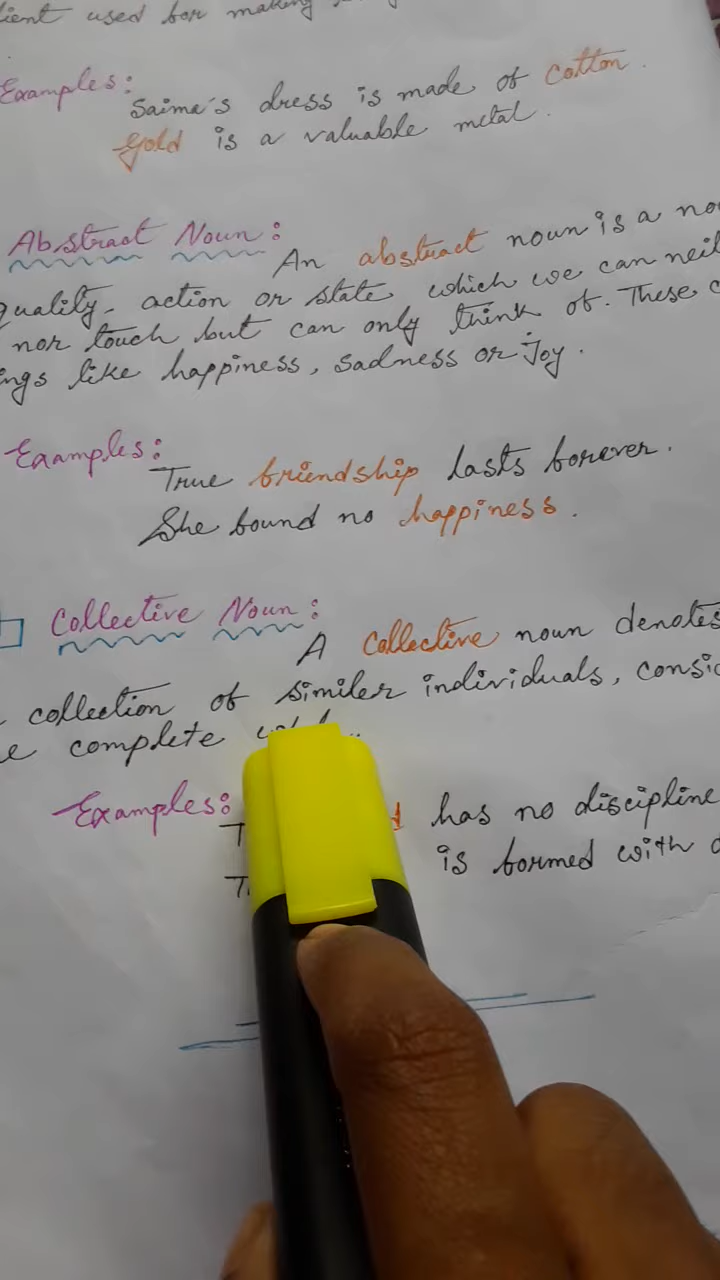 used for making
Examples:
Saima's dress is made of cotton.
Gold is a valuable metal.
Abstract Noun:
An abstract noun is a
quality, action or state which we can
nor touch but can only think of. These
like happiness, sadness or Joy.
Examples:
True friendship lasts forever.
She found no happiness.
Collective Noun:
A collective noun denotes
collection of similer individuals,
complete
Examples:
has no discipline
is formed with